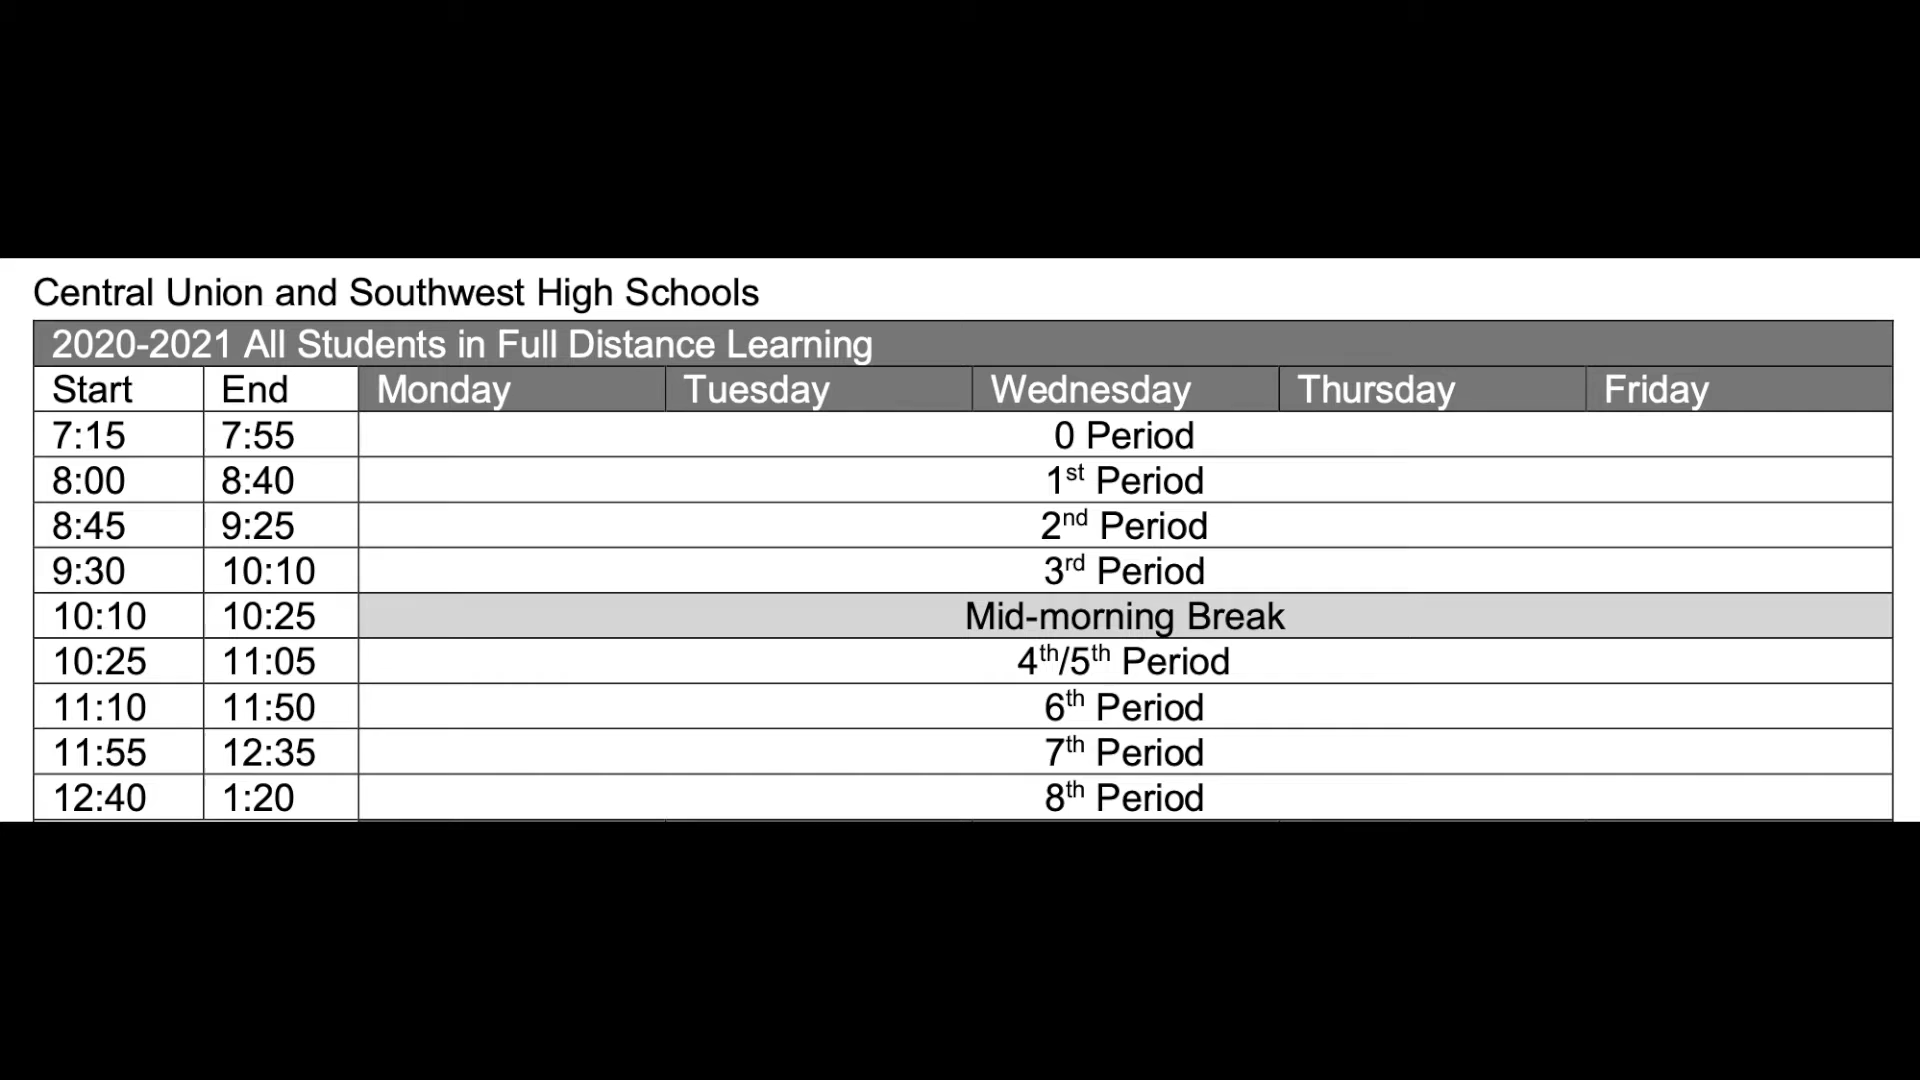 Central Union and Southwest High Schools
2020-2021 All Students in Full Distance Learning
Start End Monday Tuesday Wednesday Thursday Friday
7:15 7:55 0 Period
8:00 8:40 1st Period
8:45 9:25 2nd Period
9:30 10:10 3rd Period
10:10 10:25 Mid-morning Break
10:25 11:05 4th/5th Period
11:10 11:50 6th Period
11:55 12:35 7th Period
12:40 1:20 8th Period